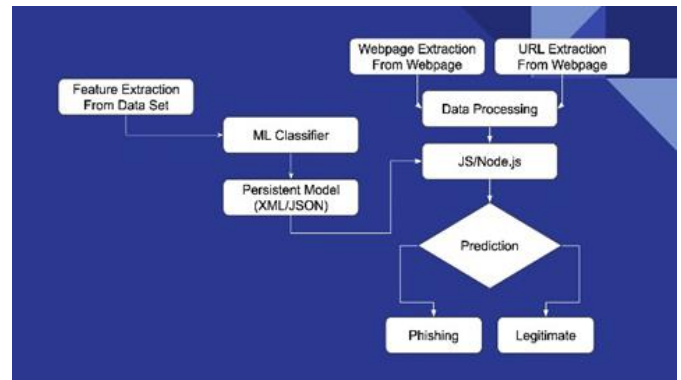 Webpage Extraction
From Webpage
URL Extraction
From Webpage
Feature Extraction
From Data Set
Data Processing
ML Classifier
JS/Node.js
Persistent Model
(XML/JSON)
Prediction
Phishing
Legitimate